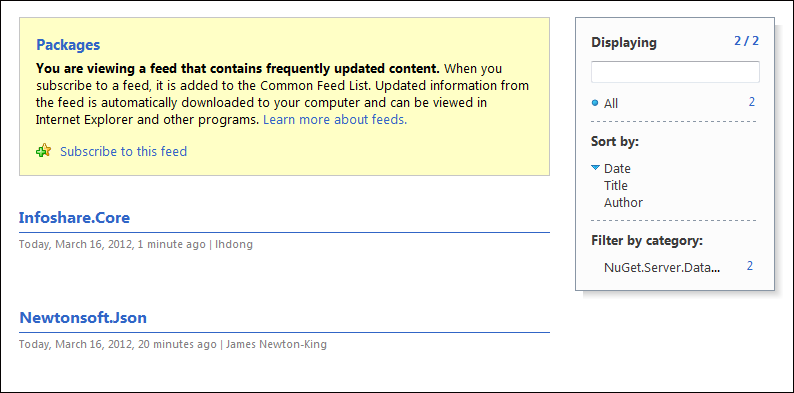 Packages
You are viewing a feed that contains frequently updated content. When you
subscribe to a feed, it is added to the Common Feed List. Updated information from
the feed is automatically downloaded to your computer and can be viewed in
Internet Explorer and other programs. Learn more about feeds.
Subscribe to this feed
Infoshare.Core
Today, March 16, 2012, 1 minute ago | lhdong
Newtonsoft.Json
Today, March 16, 2012, 20 minutes ago | James Newton-King
Displaying 2 / 2
All 2
Sort by:
Date
Title
Author
Filter by category:
NuGet.Server.Data... 2